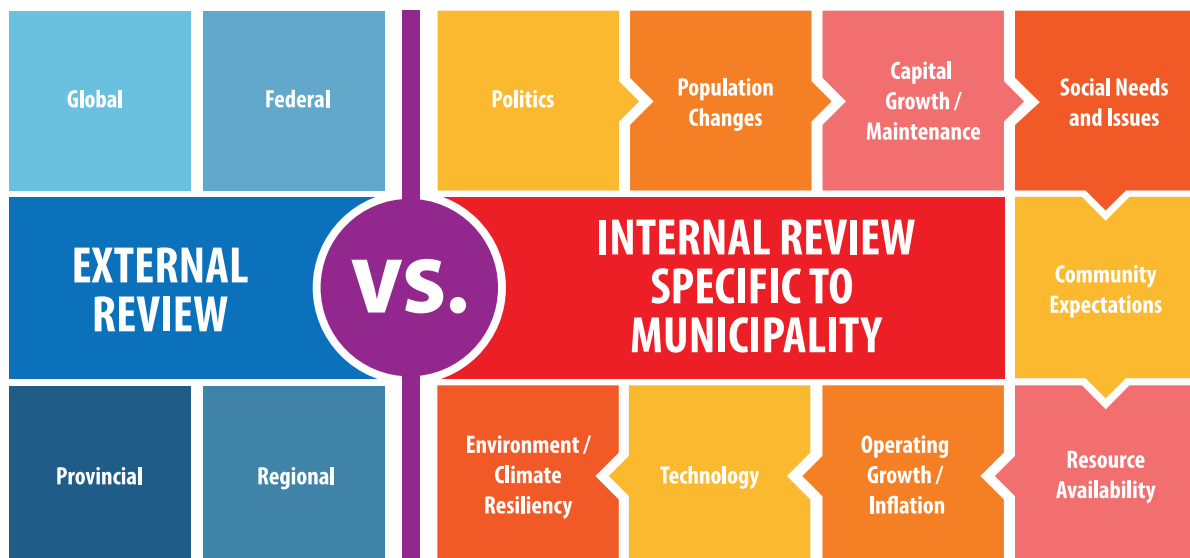 Global
Federal
EXTERNAL
REVIEW
Provincial
Regional
VS.
Politics
Population
Changes
Capital
Growth /
Maintenance
Social Needs
and Issues
INTERNAL REVIEW
SPECIFIC TO
MUNICIPALITY
Community
Expectations
Resource
Availability
Operating
Growth /
Inflation
Technology
Environment /
Climate
Resiliency